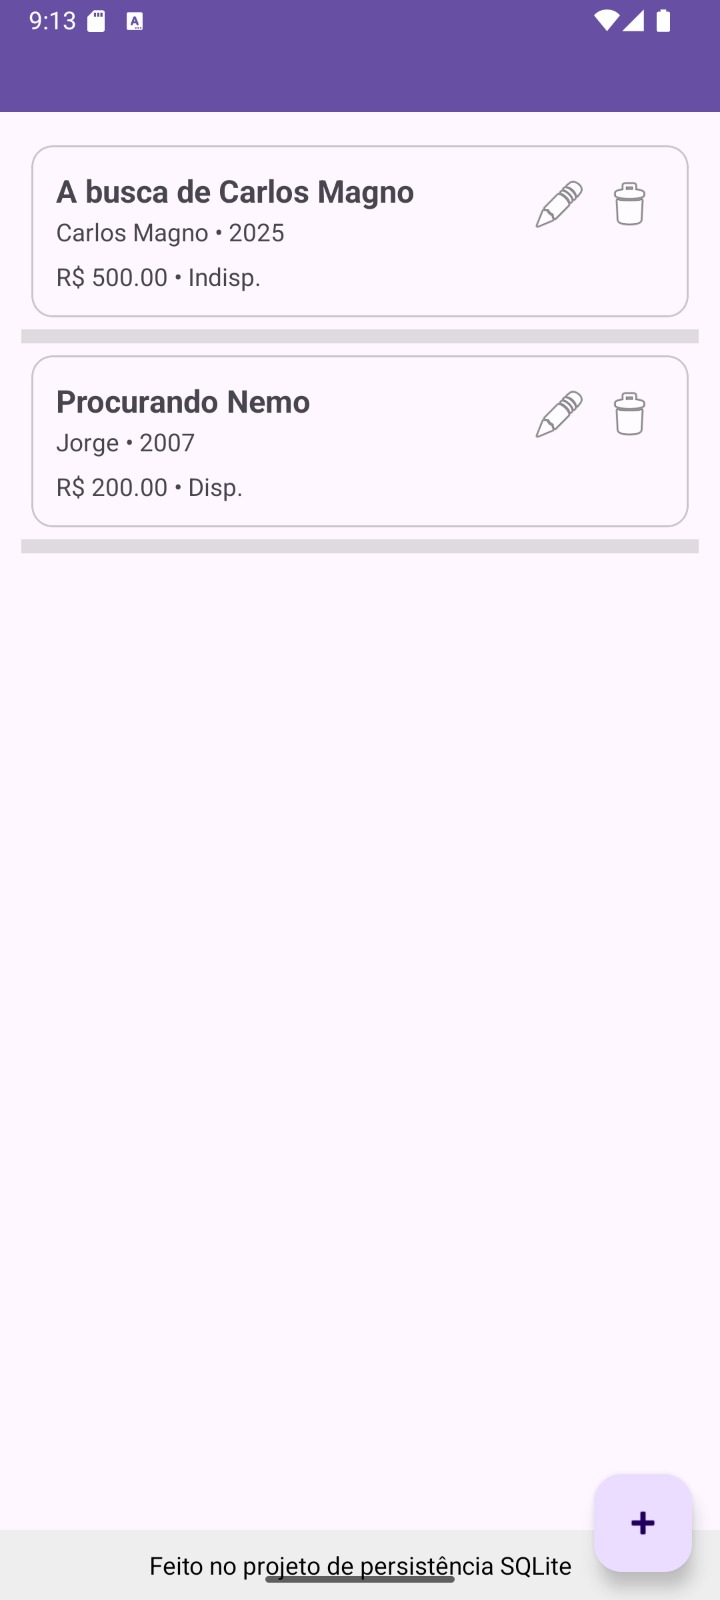 9:13
A busca de Carlos Magno
Carlos Magno • 2025
R$ 500.00 • Indisp.
Procurando Nemo
Jorge • 2007
R$ 200.00 • Disp.
+
Feito no projeto de persistência SQLite